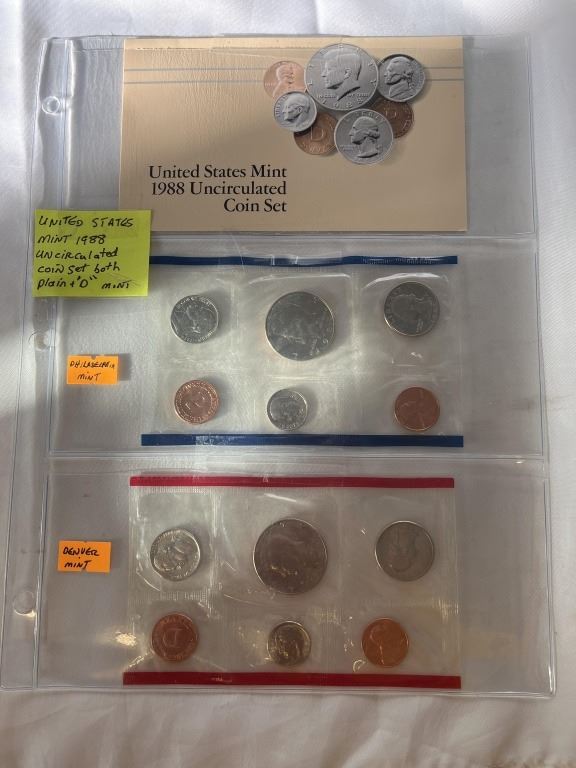 United States Mint
1988 Uncirculated
Coin Set
UNITED STATES
MINT 1988
UNCIRCULATED
COIN SET both
Plain + "D" MINT
PHILADELPHIA
MINT
DENVER
MINT